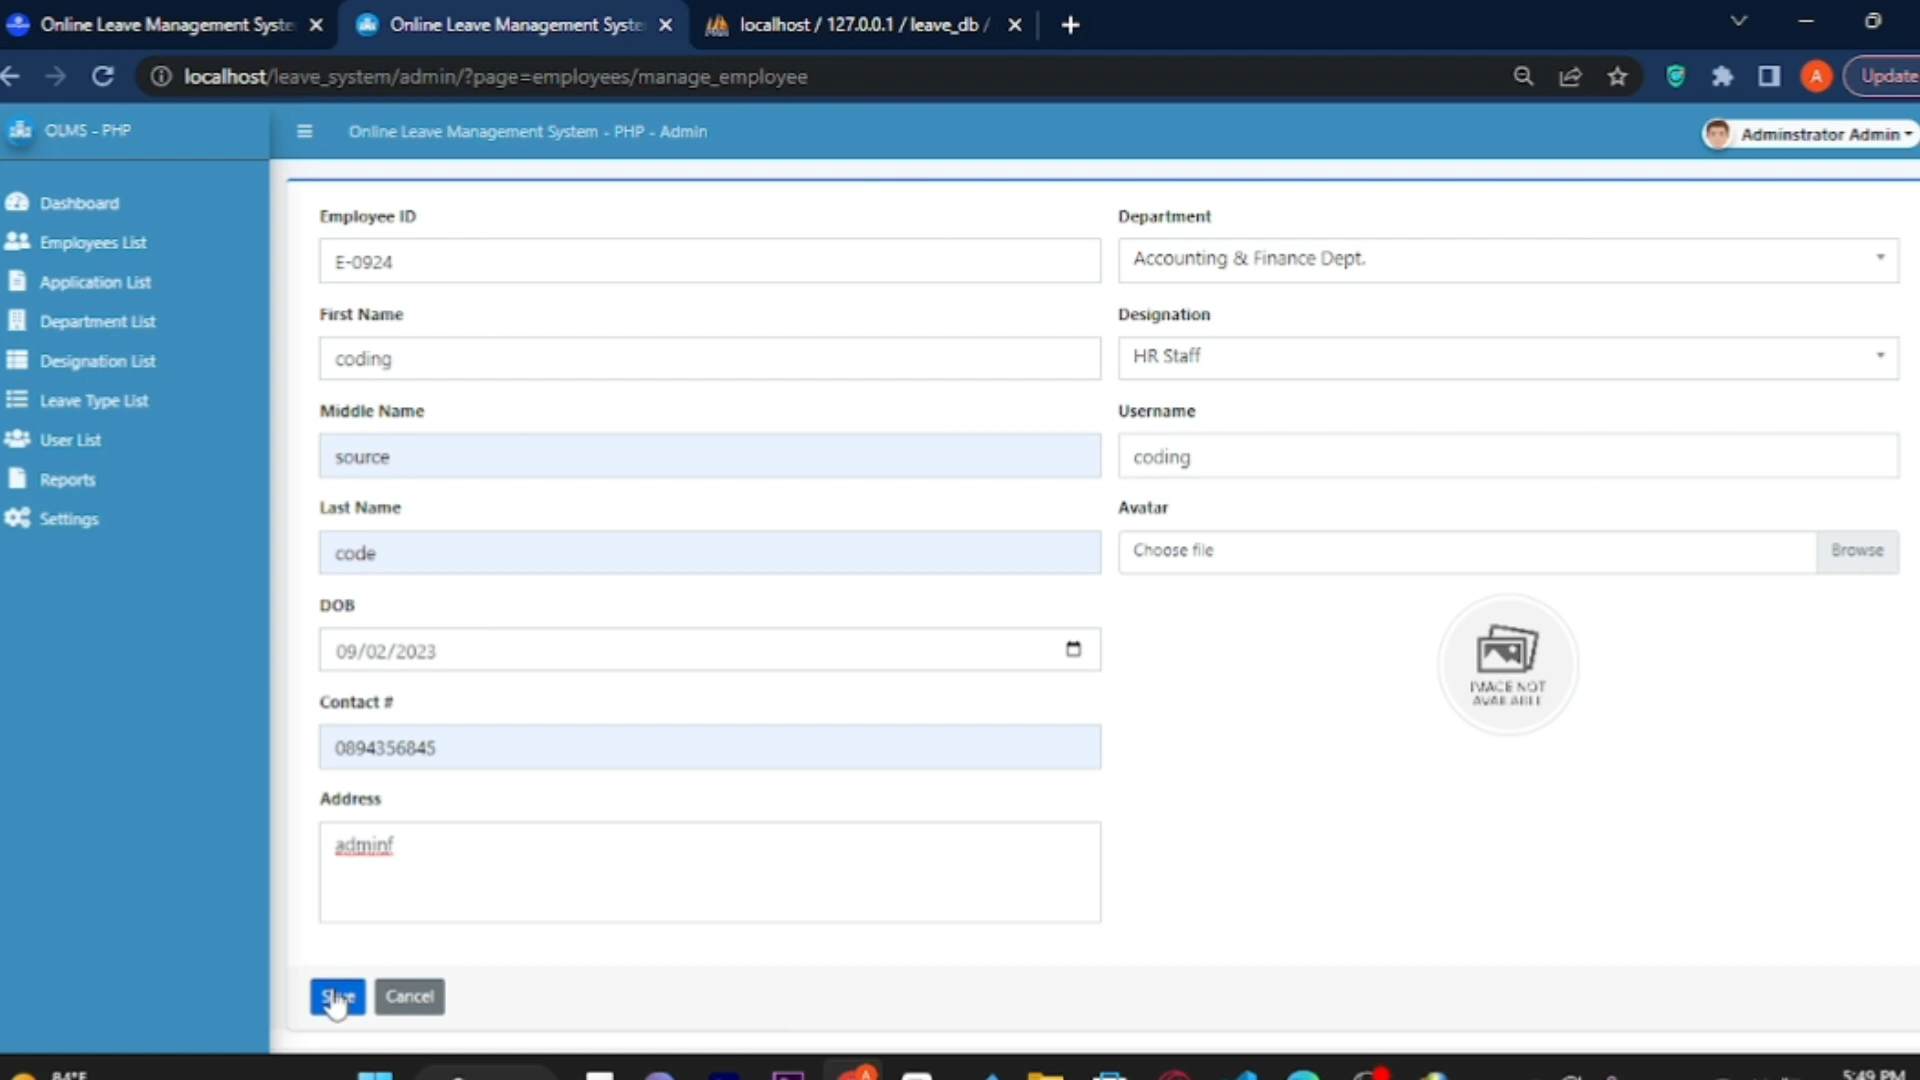 Online Leave Management Syste
Online Leave Management Syste
localhost / 127.0.0.1 / leave_db /
localhost/leave_system/admin/?page=employees/manage_employee
A
Update
OLMS - PHP
Online Leave Management System - PHP - Admin
Adminstrator Admin
Dashboard
Employees List
Application List
Department List
Designation List
Leave Type List
User List
Reports
Settings
Employee ID
E-0924
First Name
coding
Middle Name
source
Last Name
code
DOB
09/02/2023
Contact #
0894356845
Address
adminf
Department
Accounting & Finance Dept.
Designation
HR Staff
Username
coding
Avatar
Choose file
Browse
IMAGE NOT
AVAILABLE
Save
Cancel
84°F
5:49 PM